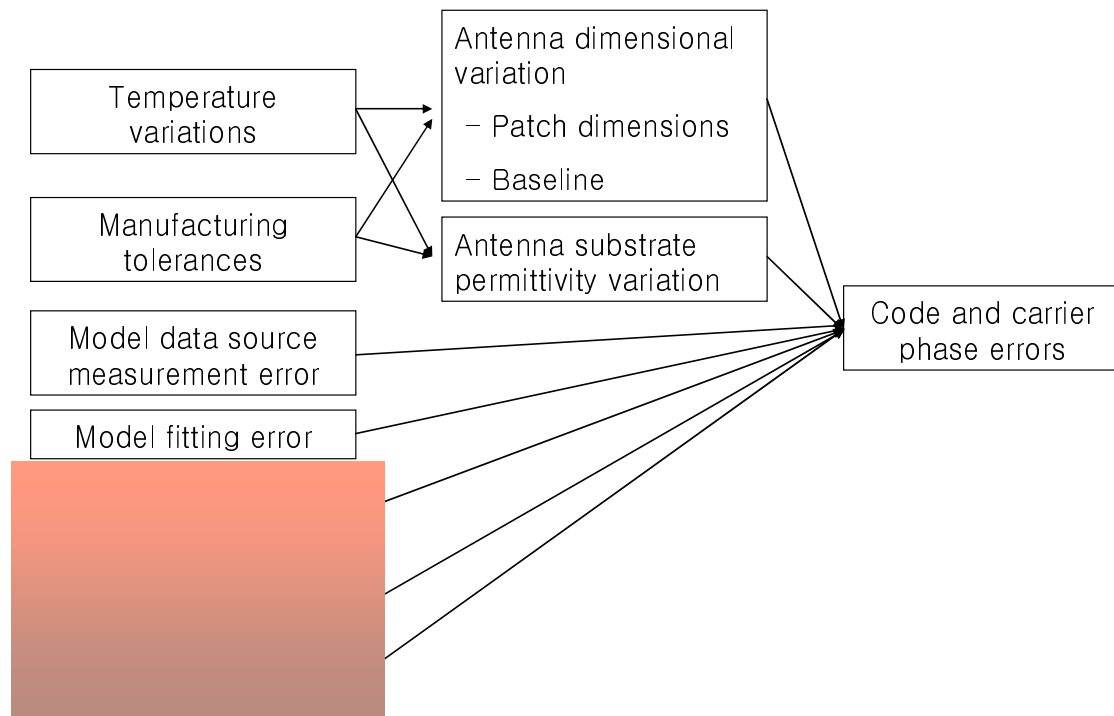 Temperature
variations
Manufacturing
tolerances
Model data source
measurement error
Model fitting error
Antenna dimensional
variation
– Patch dimensions
– Baseline
Antenna substrate
permittivity variation
Code and carrier
phase errors